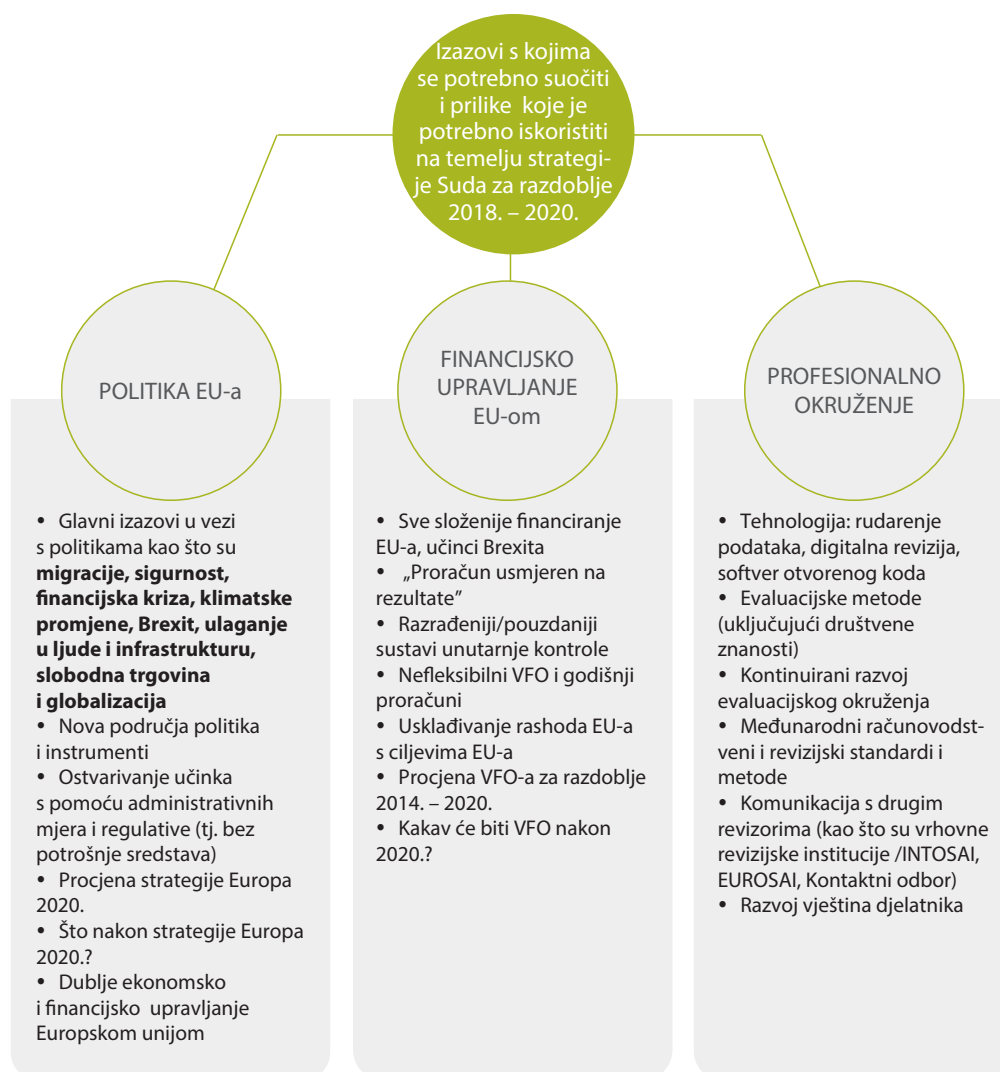 Izazovi s kojima
se potrebno suočiti
i prilike koje je
potrebno iskoristiti
na temelju strategi-
je Suda za razdoblje
2018. – 2020.
POLITIKA EU-a
• Glavni izazovi u vezi
s politikama kao što su
migracije, sigurnost,
financijska kriza, klimatske
promjene, Brexit, ulaganje
u ljude i infrastrukturu,
slobodna trgovina
i globalizacija
• Nova područja politika
i instrumenti
• Ostvarivanje učinka
s pomoću administrativnih
mjera i regulative (tj. bez
potrošnje sredstava)
• Procjena strategije Europa
2020.
• Što nakon strategije Europa
2020.?
• Dublje ekonomsko
i financijsko upravljanje
Europskom unijom
FINANCIJSKO
UPRAVLJANJE
EU-om
• Sve složenije financiranje
EU-a, učinci Brexita
• „Proračun usmjeren na
rezultate”
• Razrađeniji/pouzdaniji
sustavi unutarnje kontrole
• Nefleksibilni VFO i godišnji
proračuni
• Usklađivanje rashoda EU-a
s ciljevima EU-a
• Procjena VFO-a za razdoblje
2014. – 2020.
• Kakav će biti VFO nakon
2020.?
PROFESIONALNO
OKRUŽENJE
• Tehnologija: rudarenje
podataka, digitalna revizija,
softver otvorenog koda
• Evaluacijske metode
(uključujući društvene
znanosti)
• Kontinuirani razvoj
evaluacijskog okruženja
• Međunarodni računovodst-
veni i revizijski standardi i
metode
• Komunikacija s drugim
revizorima (kao što su vrhovne
revizijske institucije /INTOSAI,
EUROSAI, Kontaktni odbor)
• Razvoj vještina djelatnika